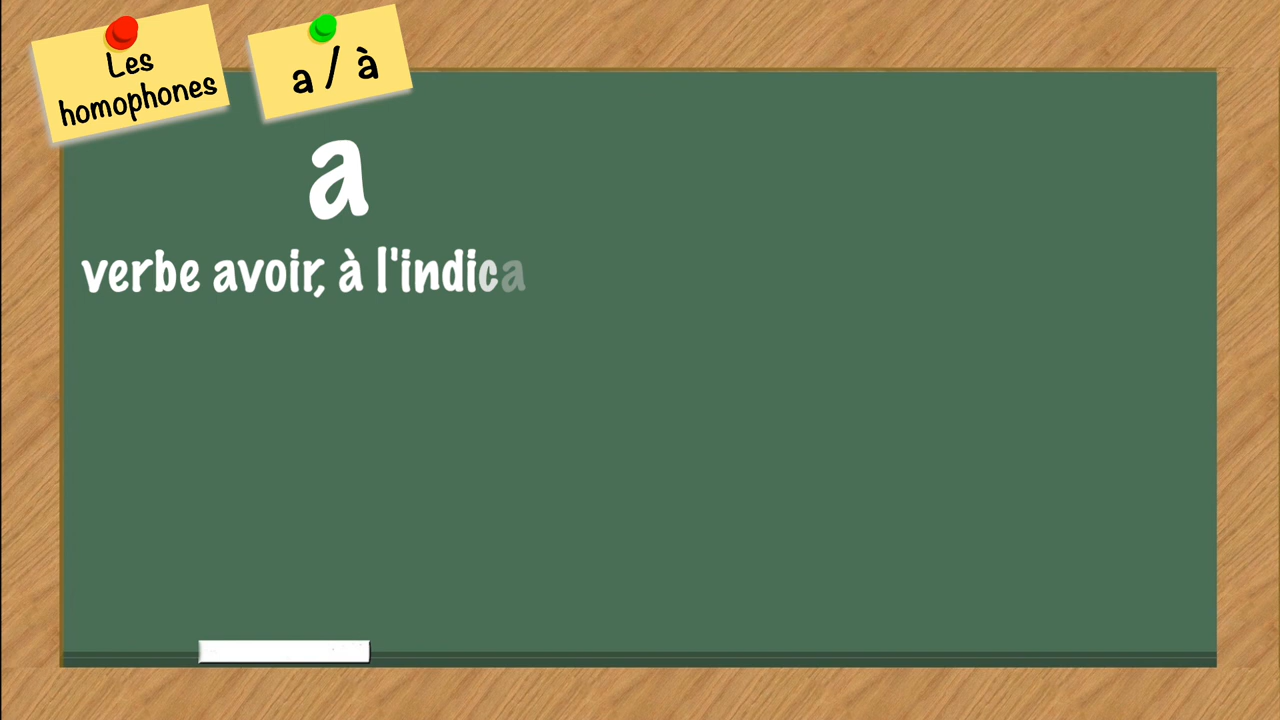 Les
homophones
a / à
a
verbe avoir, à l'indica